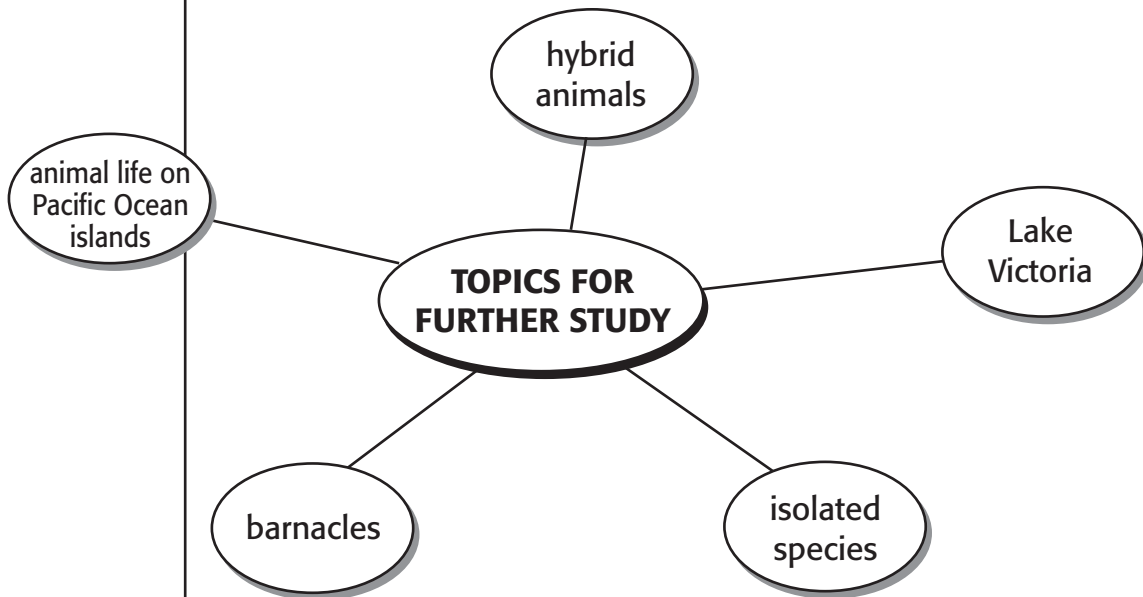 hybrid
animals
animal life on
Pacific Ocean
islands
Lake
Victoria
TOPICS FOR
FURTHER STUDY
barnacles
isolated
species